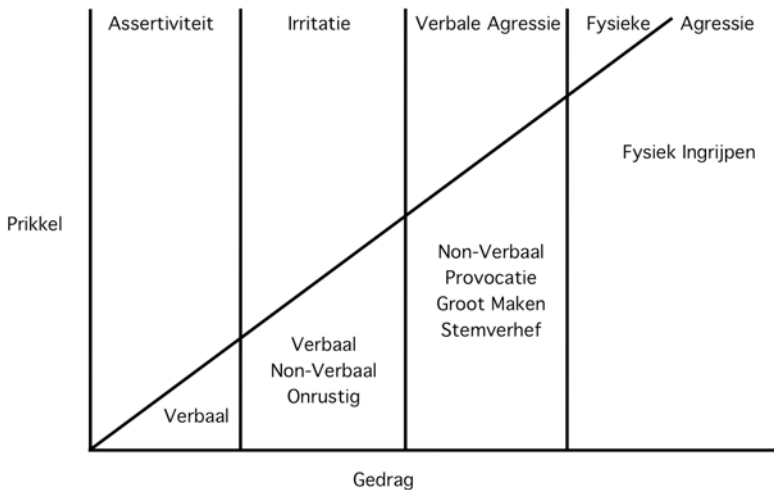 Assertiviteit
Irritatie
Verbale Agressie
Fysieke Agressie
Fysiek Ingrijpen
Prikkel
Non-Verbaal
Provocatie
Groot Maken
Stemverhef
Verbaal
Non-Verbaal
Onrustig
Verbaal
Gedrag